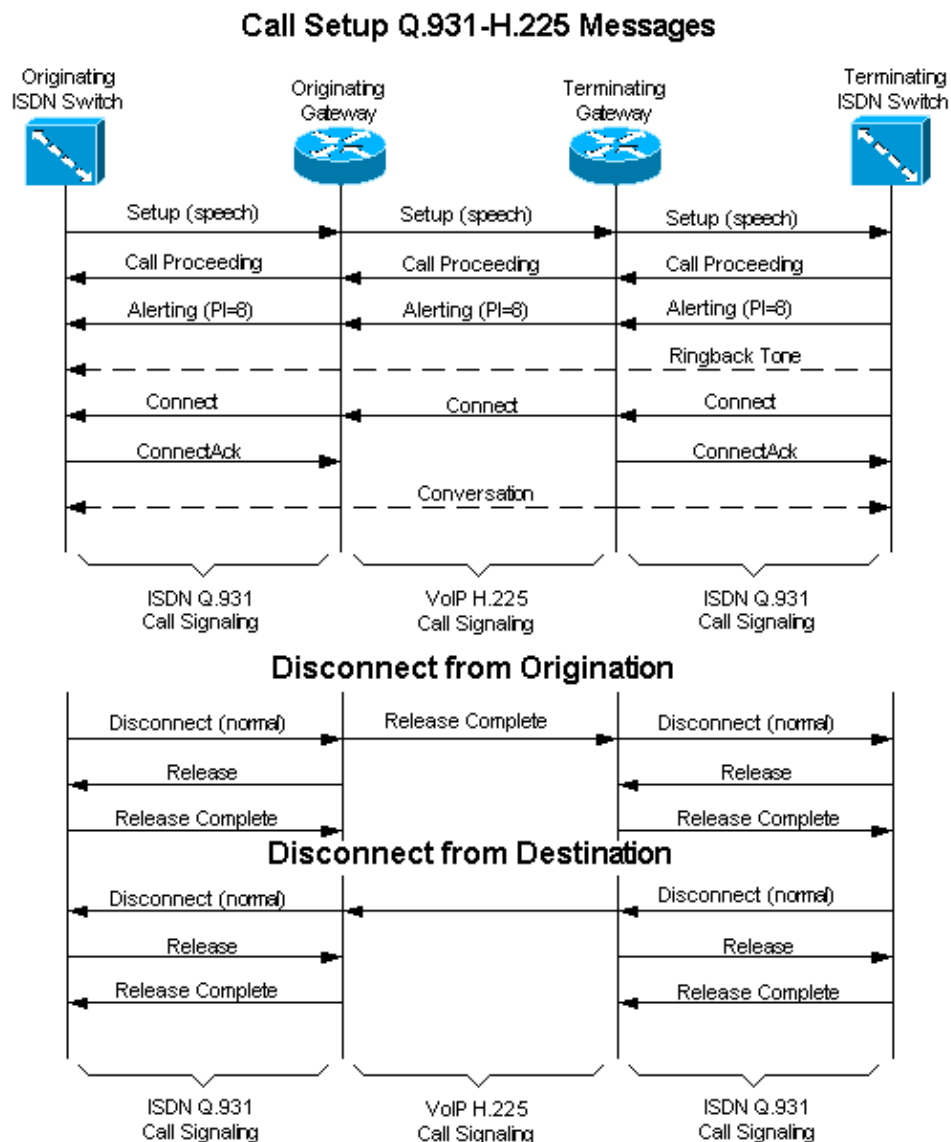 Call Setup Q.931-H.225 Messages
Originating
ISDN Switch
Originating
Gateway
Terminating
Gateway
Terminating
ISDN Switch
Setup (speech)
Setup (speech)
Setup (speech)
Call Proceeding
Call Proceeding
Call Proceeding
Alerting (PI=8)
Alerting (PI=8)
Alerting (PI=8)
Ringback Tone
Connect
Connect
Connect
ConnectAck
ConnectAck
Conversation
ISDN Q.931
Call Signaling
VoIP H.225
Call Signaling
ISDN Q.931
Call Signaling
Disconnect from Origination
Disconnect (normal)
Release Complete
Disconnect (normal)
Release
Release
Release Complete
Release Complete
Disconnect from Destination
Disconnect (normal)
Disconnect (normal)
Release
Release
Release Complete
Release Complete
ISDN Q.931
Call Signaling
VoIP H.225
Call Signaling
ISDN Q.931
Call Signaling